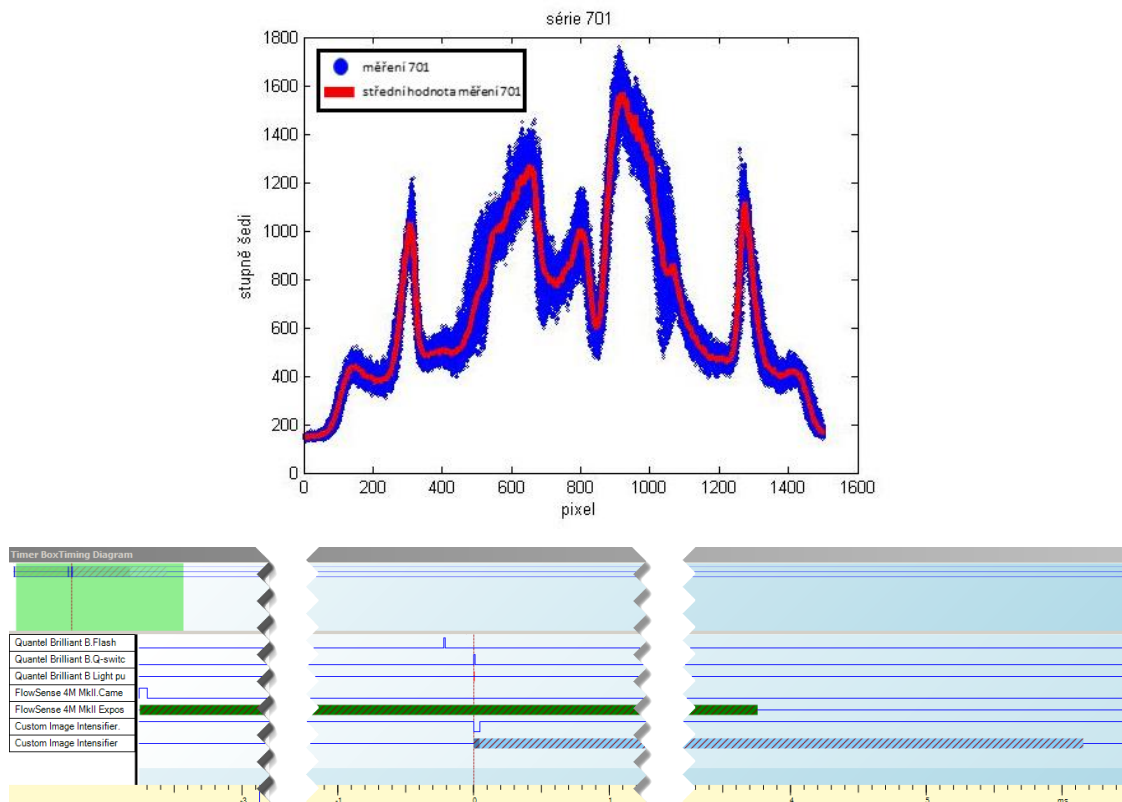 série 701
1800
1600
1400
1200
1000
800
600
400
200
0
měření 701
střední hodnota měření 701
stupně šedi
0 200 400 600 800 1000 1200 1400 1600
pixel
Timer BoxTiming Diagram
Quantel Brilliant B.Flash
Quantel Brilliant B.Q-switc
Quantel Brilliant B Light pu
FlowSense 4M MkII.Came
FlowSense 4M MkII Expos
Custom Image Intensifier.
Custom Image Intensifier
-3 -1 0 1 4 5 ms